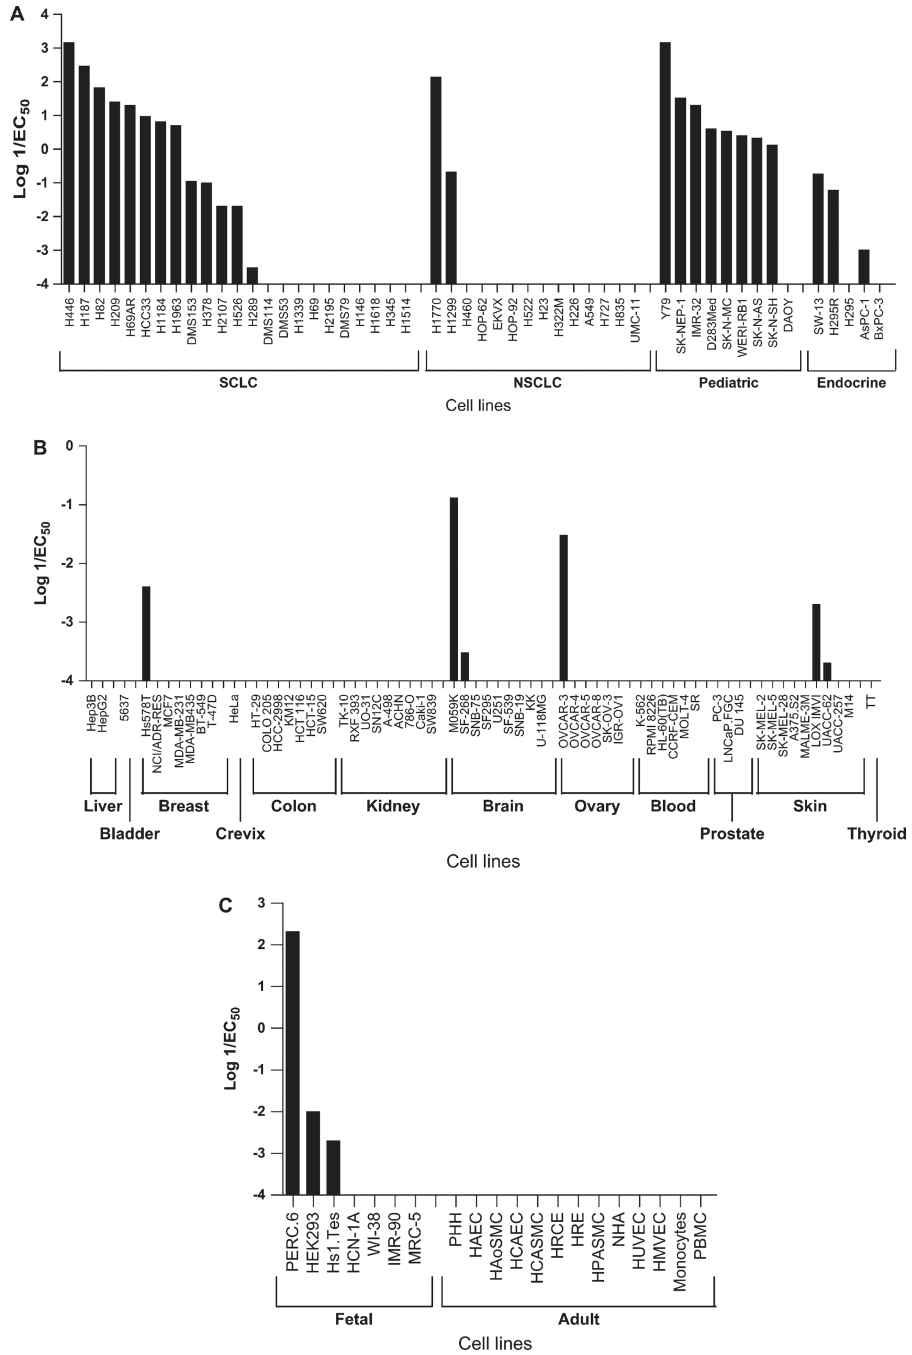 A
Log 1/EC50
4
3
2
1
0
-1
-2
-3
-4
H446
H187
H82
H209
H69AR
HCC33
H1184
H1963
DMS153
H378
H2107
H526
H289
DMS114
DMS53
H1339
H69
H2195
DMS79
H146
H1618
H345
H1514
H1770
H1299
H460
HOP-62
EKVX
HOP-92
H522
H23
H322M
H226
A549
H727
H835
UMC-11
Y79
SK-NEP-1
IMR-32
D283Med
SK-N-MC
WERI-RB1
SK-N-AS
SK-N-SH
DAOY
SW-13
H295R
H295
AsPC-1
BxPC-3
SCLC
NSCLC
Pediatric
Endocrine
Cell lines
B
Log 1/EC50
0
-1
-2
-3
-4
Hep3B
HepG2
5637
Hs578T
NCI/ADR-RES
MCF7
MDA-MB-231
MDA-MB435
BT-549
T-47D
HeLa
HT-29
COLO 205
HCC-2998
KM12
HCT 116
HCT-15
SW620
TK-10
RXF 393
UO-31
SN12C
A-498
ACHN
786-O
Caki-1
SW839
M059K
SF268
SNB-75
SF295
U251
SF-539
SNB-19
KK
U-118MG
OVCAR-3
OVCAR-4
OVCAR-5
OVCAR-8
SK-OV-3
IGR-OV1
K-562
RPMI 8226
HL-60(TB)
CCRF-CEM
MOLT-4
SR
PC-3
LNCaP-FGC
DU 145
SK-MEL-2
SK-MEL-5
SK-MEL-28
A375.S2
MALME-3M
LOX IMVI
UACC-62
UACC-257
M14
TT
Liver
Breast
Colon
Kidney
Brain
Ovary
Blood
Skin
Bladder
Crevix
Prostate
Thyroid
Cell lines
C
Log 1/EC50
3
2
1
0
-1
-2
-3
-4
PERC.6
HEK293
Hs1.Tes
HCN-1A
WI-38
IMR-90
MRC-5
PHH
HAEC
HAoSMC
HCAEC
HCASMC
HRCE
HRE
HPASMC
NHA
HUVEC
HMVEC
Monocytes
PBMC
Fetal
Adult
Cell lines